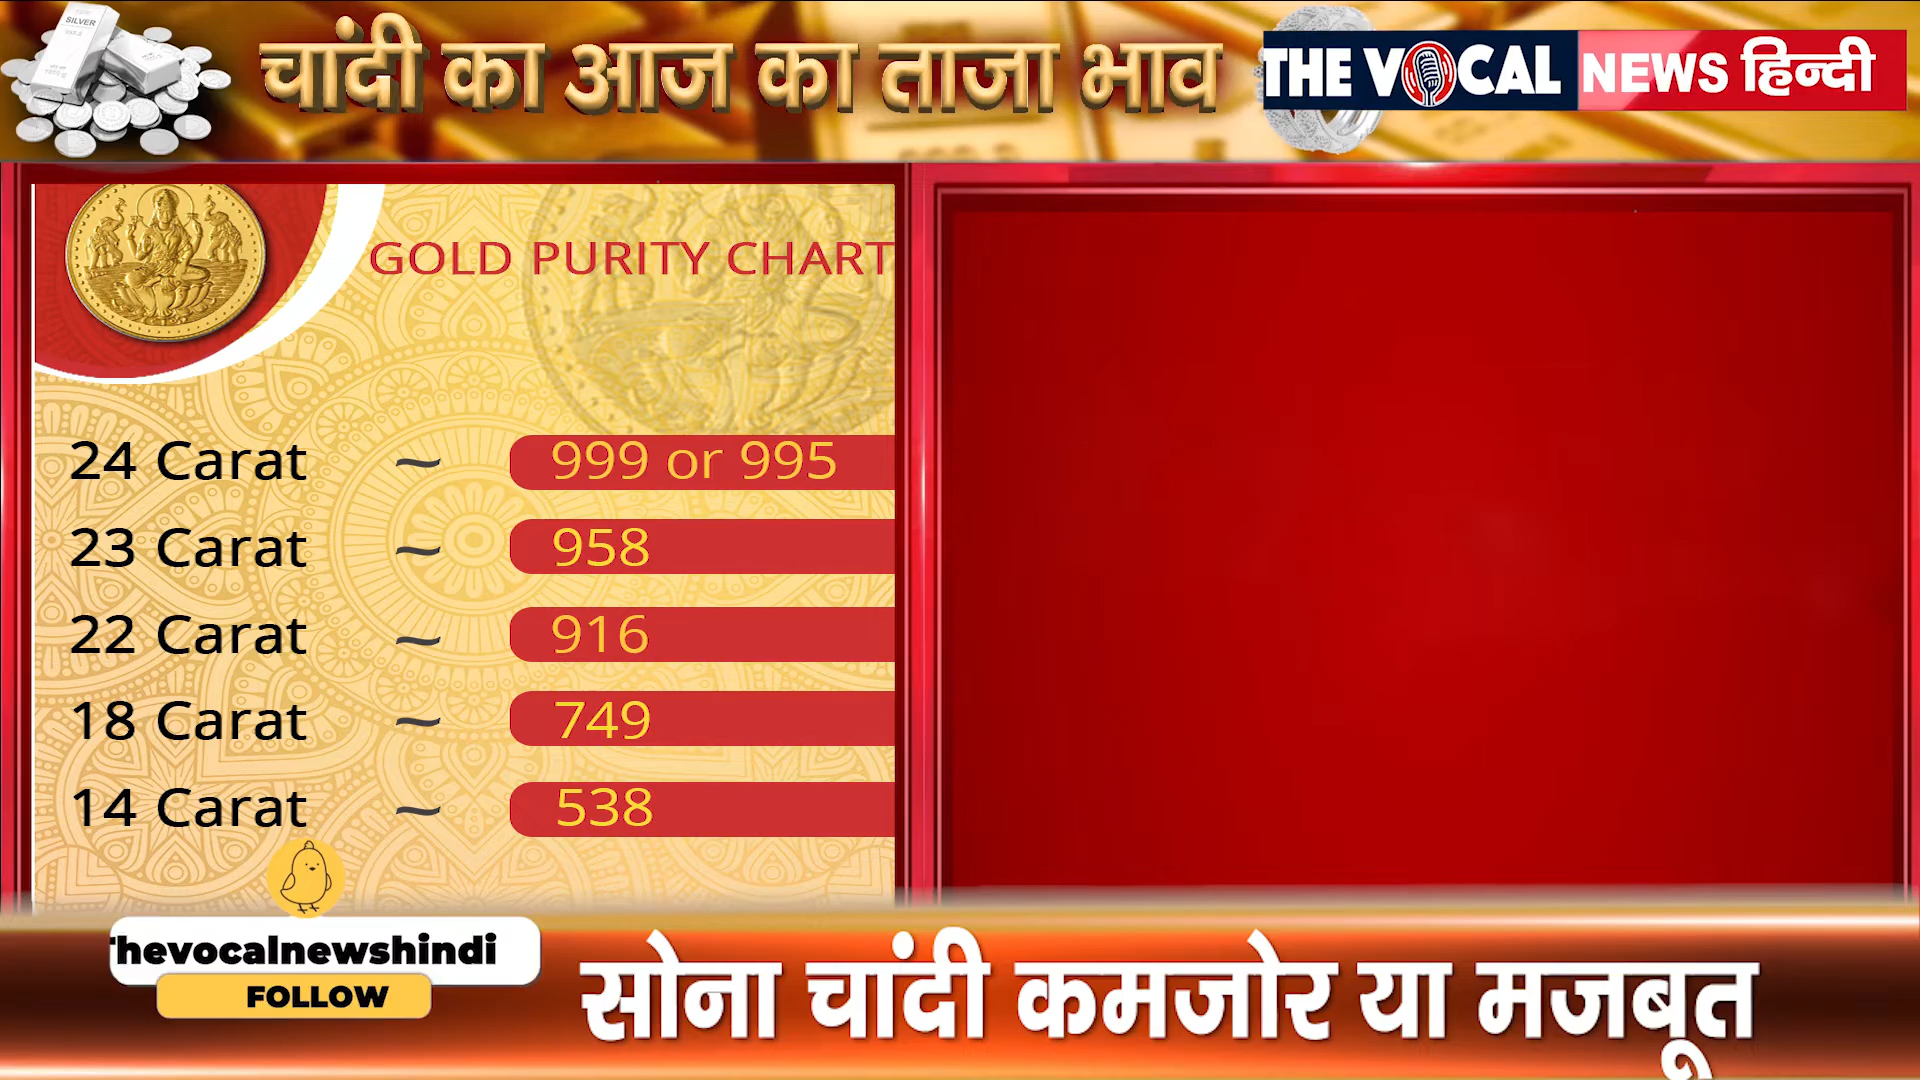 चांदी का आज का ताजा भाव
THE VOCAL NEWS हिन्दी
SILVER
GOLD PURITY CHART
24 Carat ~ 999 or 995
23 Carat ~ 958
22 Carat ~ 916
18 Carat ~ 749
14 Carat ~ 538
hevocalnewshindi
FOLLOW
सोना चांदी कमजोर या मजबूत